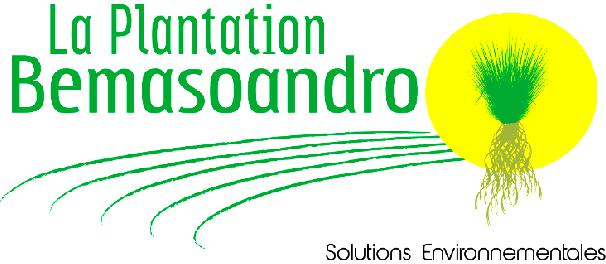 La Plantation
Bemasoandro
Solutions Environnementales